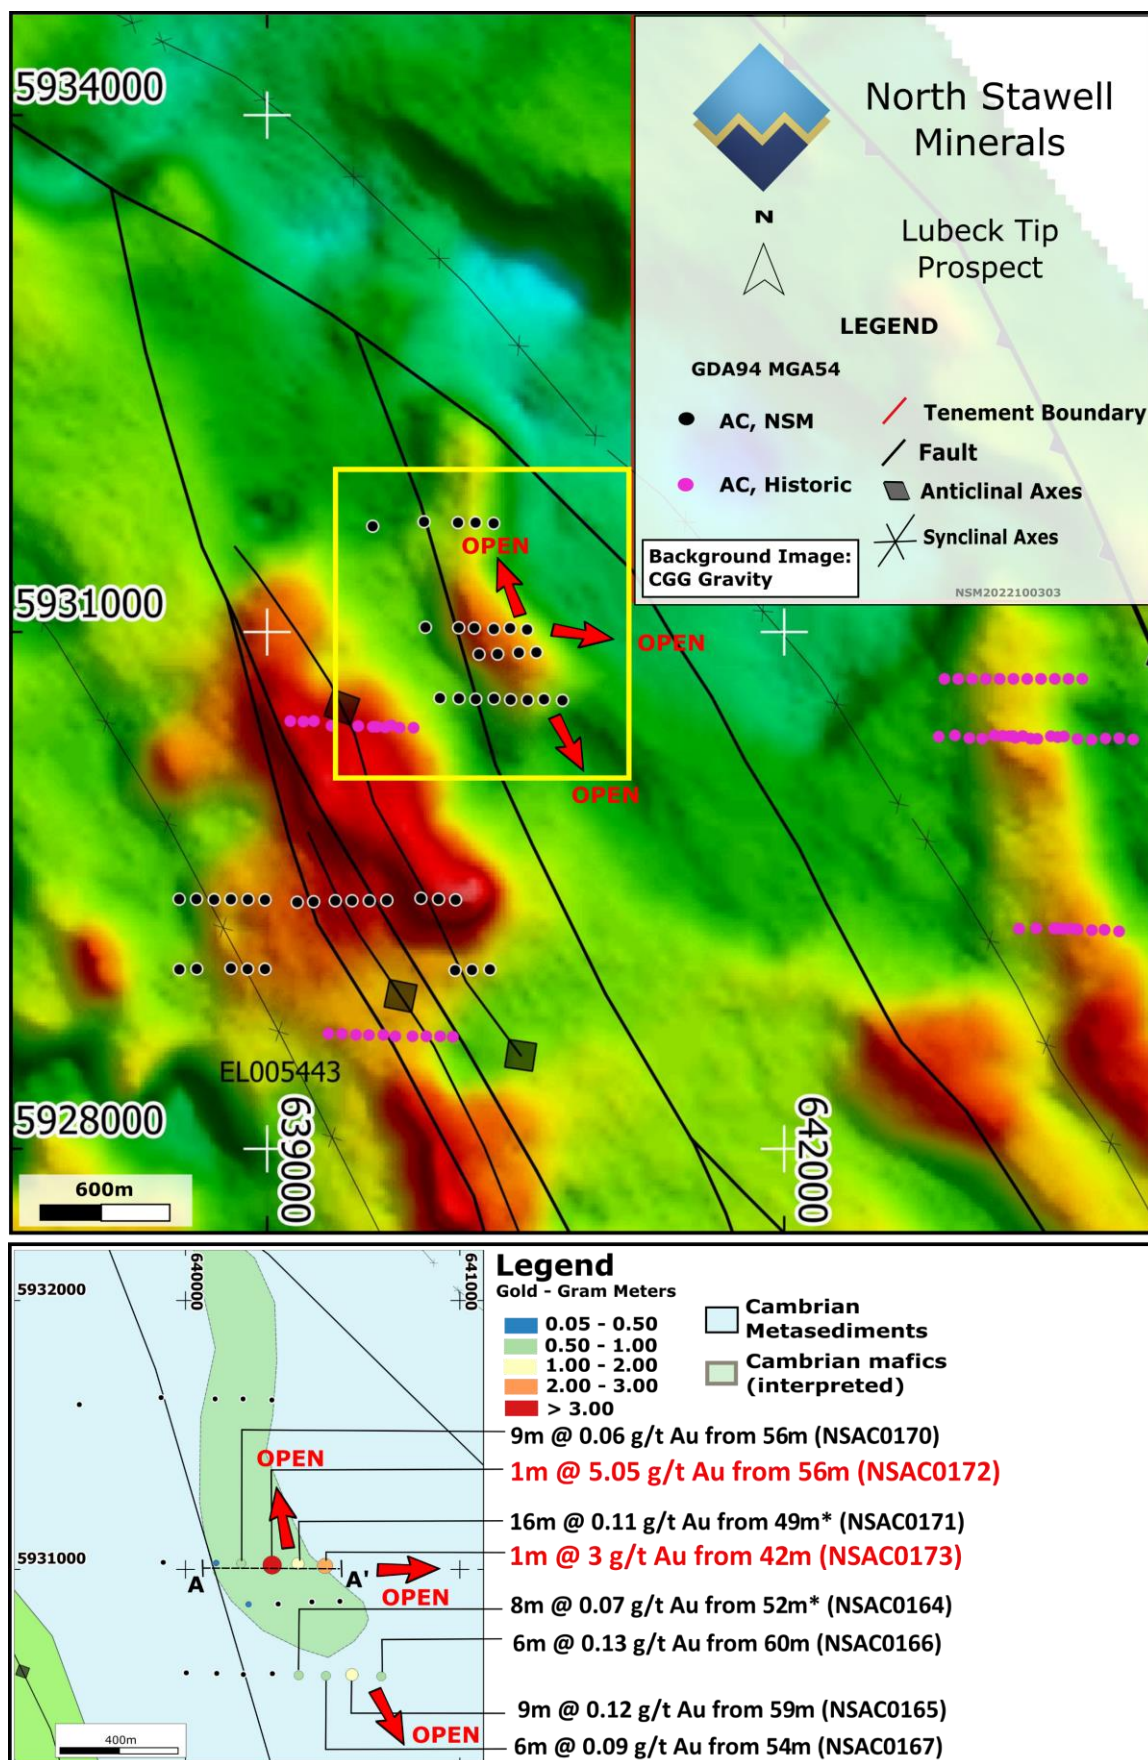 5934000
North Stawell
Minerals
N
Lubeck Tip
Prospect
LEGEND
GDA94 MGA54
AC, NSM
Tenement Boundary
Fault
AC, Historic
Anticlinal Axes
Synclinal Axes
Background Image:
CGG Gravity
NSM2022100303
OPEN
5931000
OPEN
OPEN
EL005443
5928000
639000
642000
600m
Legend
Gold - Gram Meters
0.05 - 0.50
0.50 - 1.00
1.00 - 2.00
2.00 - 3.00
> 3.00
Cambrian
Metasediments
Cambrian mafics
(interpreted)
640000
641000
5932000
9m @ 0.06 g/t Au from 56m (NSAC0170)
OPEN
1m @ 5.05 g/t Au from 56m (NSAC0172)
16m @ 0.11 g/t Au from 49m* (NSAC0171)
5931000
1m @ 3 g/t Au from 42m (NSAC0173)
A
A'
OPEN
8m @ 0.07 g/t Au from 52m* (NSAC0164)
6m @ 0.13 g/t Au from 60m (NSAC0166)
9m @ 0.12 g/t Au from 59m (NSAC0165)
OPEN
6m @ 0.09 g/t Au from 54m (NSAC0167)
400m